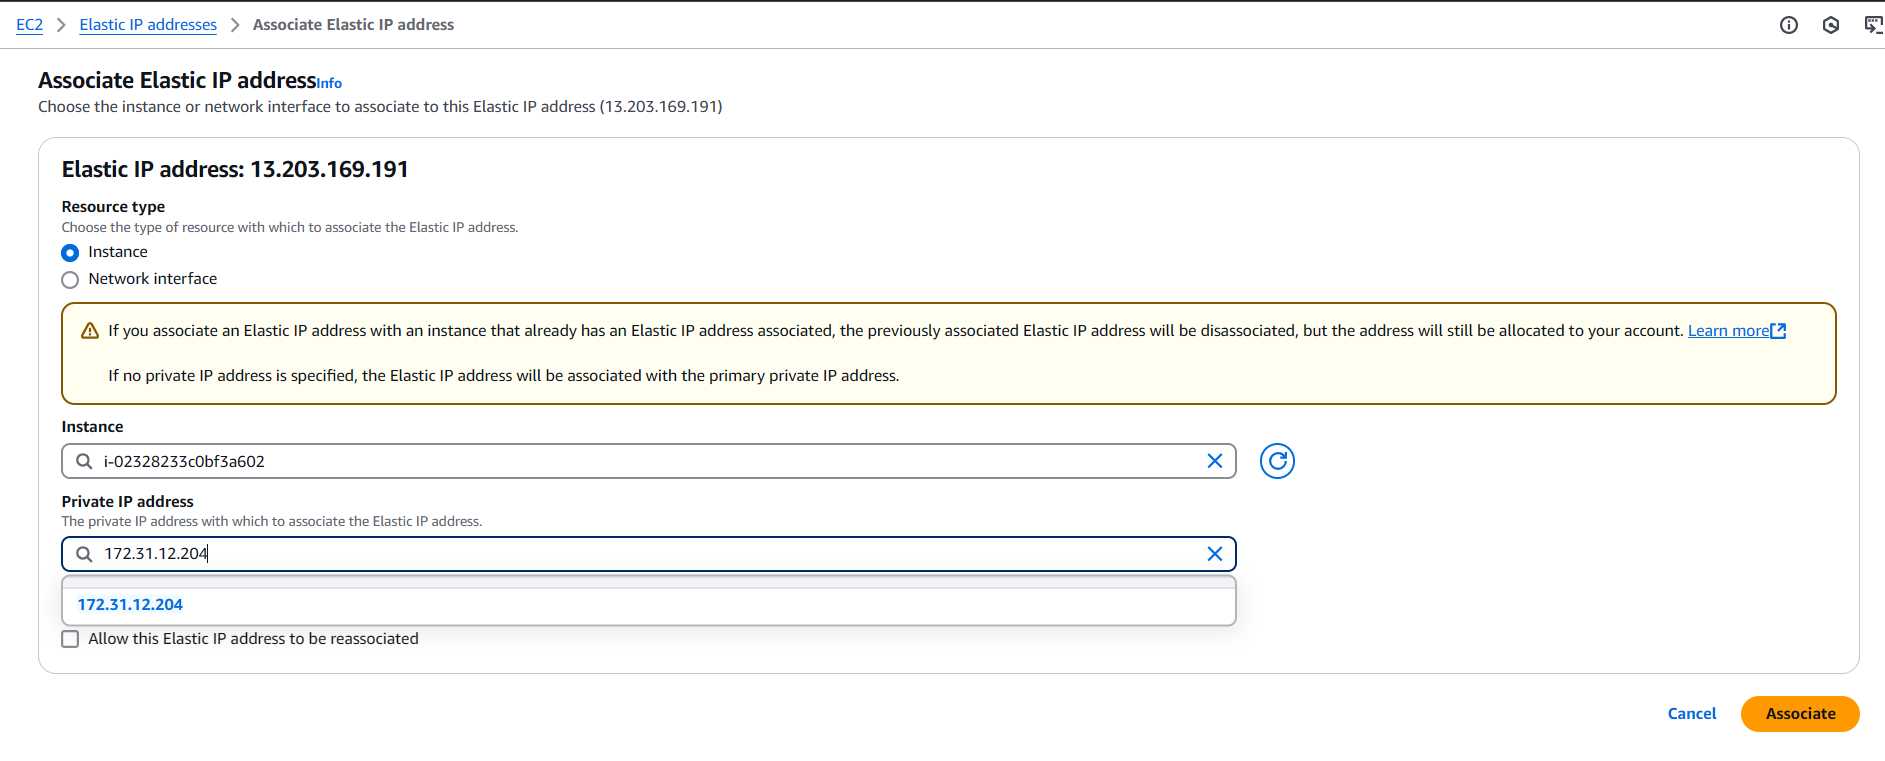 EC2 > Elastic IP addresses > Associate Elastic IP address
Associate Elastic IP address Info
Choose the instance or network interface to associate to this Elastic IP address (13.203.169.191)
Elastic IP address: 13.203.169.191
Resource type
Choose the type of resource with which to associate the Elastic IP address.
Instance
Network interface
If you associate an Elastic IP address with an instance that already has an Elastic IP address associated, the previously associated Elastic IP address will be disassociated, but the address will still be allocated to your account. Learn more
If no private IP address is specified, the Elastic IP address will be associated with the primary private IP address.
Instance
i-02328233c0bf3a602
Private IP address
The private IP address with which to associate the Elastic IP address.
172.31.12.204
172.31.12.204
Allow this Elastic IP address to be reassociated
Cancel Associate